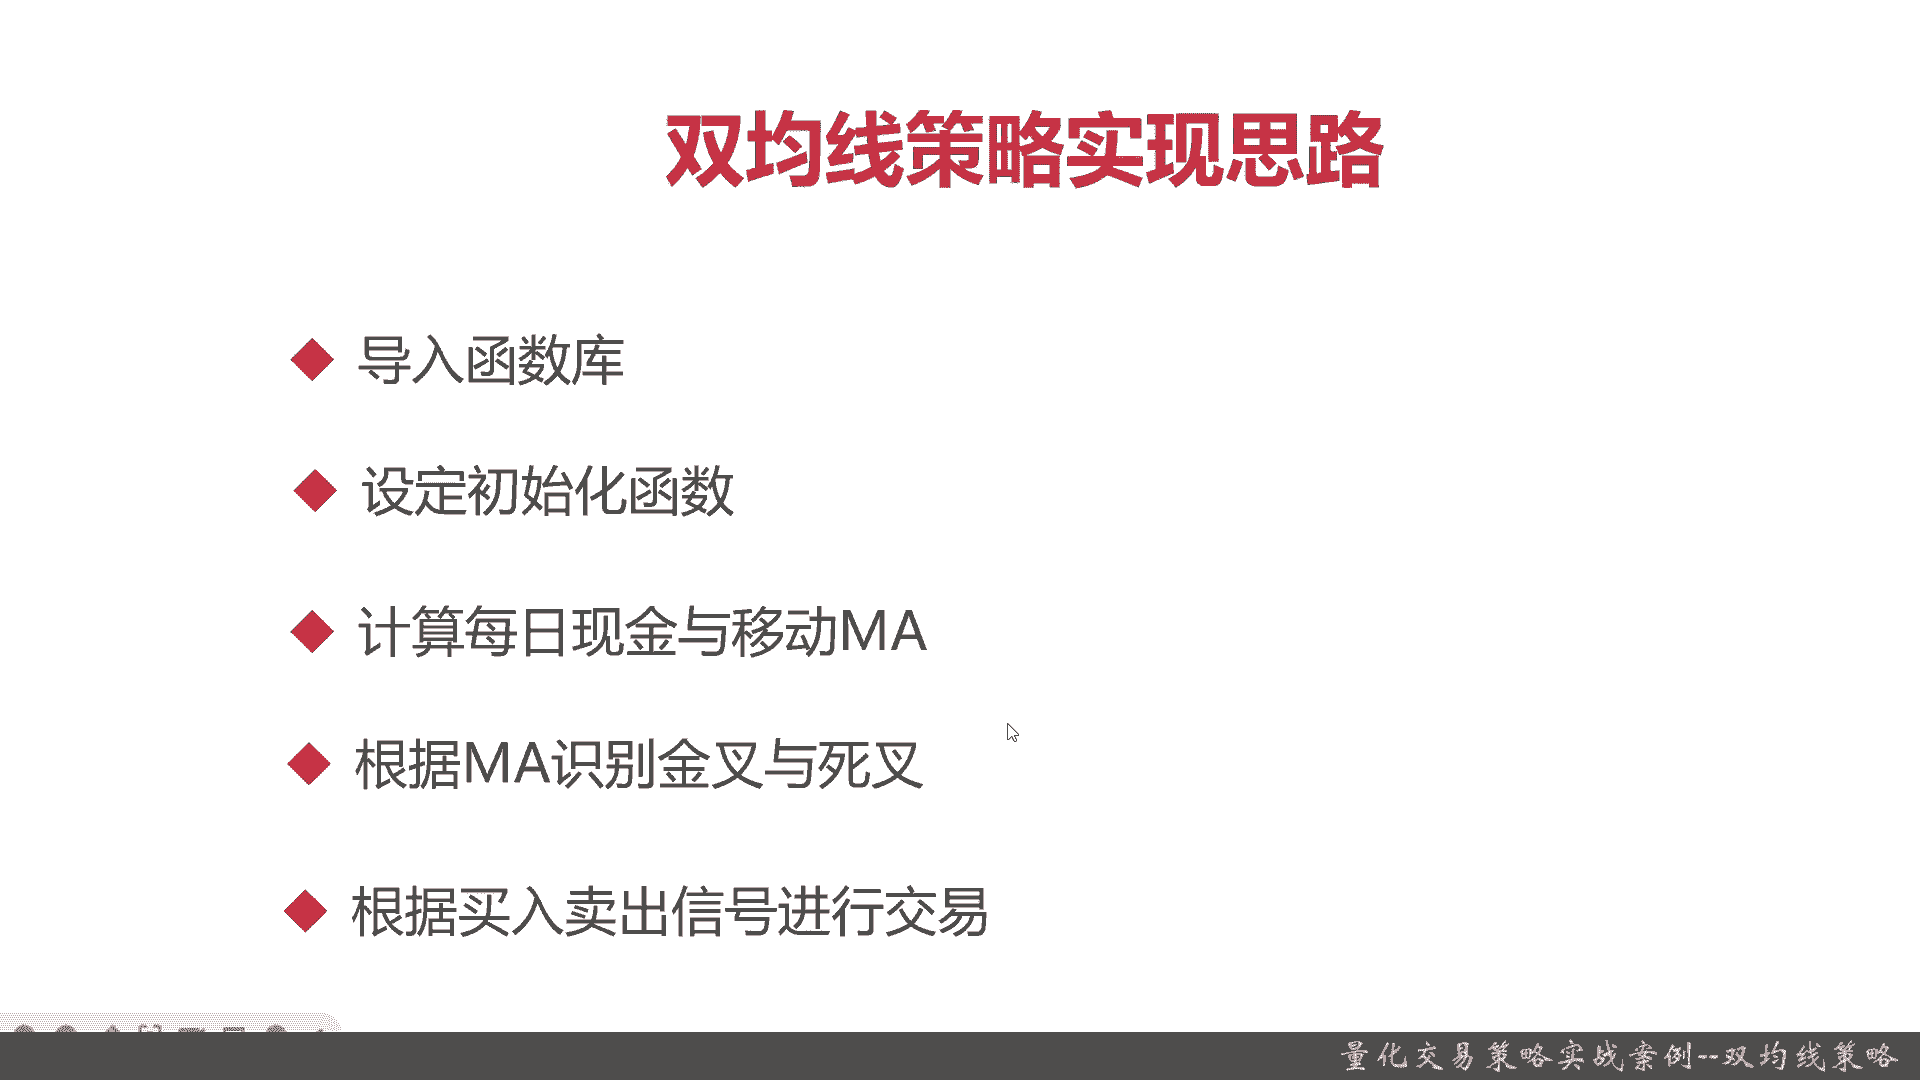 双均线策略实现思路
导入函数库
设定初始化函数
计算每日现金与移动MA
根据MA识别金叉与死叉
根据买入卖出信号进行交易
量化交易策略实战案例--双均线策略